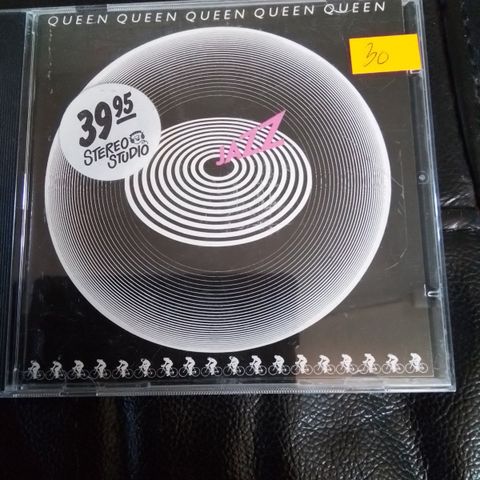 QUEEN QUEEN QUEEN QUEEN QUEEN
30
39.95
STEREO
STUDIO
JAZZ